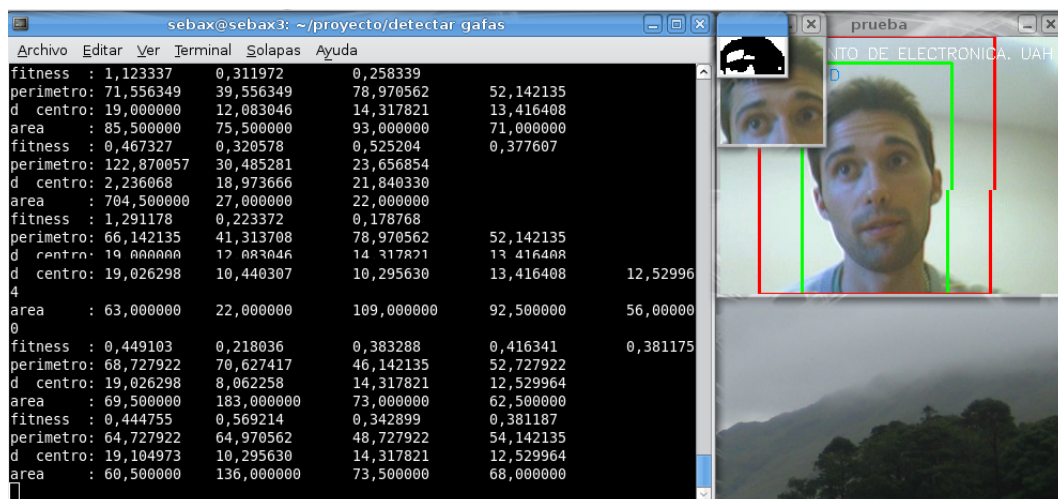 sebax@sebax3: ~/proyecto/detectar gafas
Archivo Editar Ver Terminal Solapas Ayuda
fitness : 1,123337 0,311972 0,258339
perimetro: 71,556349 39,556349 78,970562 52,142135
d centro: 19,000000 12,083046 14,317821 13,416408
area : 85,500000 75,500000 93,000000 71,000000
fitness : 0,467327 0,320578 0,525204 0,377607
perimetro: 122,870057 30,485281 23,656854
d centro: 2,236068 18,973666 21,840330
area : 704,500000 27,000000 22,000000
fitness : 1,291178 0,223372 0,178768
perimetro: 66,142135 41,313708 78,970562 52,142135
d centro: 19,000000 12,083046 14,317821 13,416408
d centro: 19,026298 10,440307 10,295630 13,416408 12,52996
4
area : 63,000000 22,000000 109,000000 92,500000 56,00000
0
fitness : 0,449103 0,218036 0,383288 0,416341 0,381175
perimetro: 68,727922 70,627417 46,142135 52,727922
d centro: 19,026298 8,062258 14,317821 12,529964
area : 69,500000 183,000000 73,000000 62,500000
fitness : 0,444755 0,569214 0,342899 0,381187
perimetro: 64,727922 64,970562 48,727922 54,142135
d centro: 19,104973 10,295630 14,317821 12,529964
area : 60,500000 136,000000 73,500000 68,000000
prueba
NTO DE ELECTRONICA. UAH
D